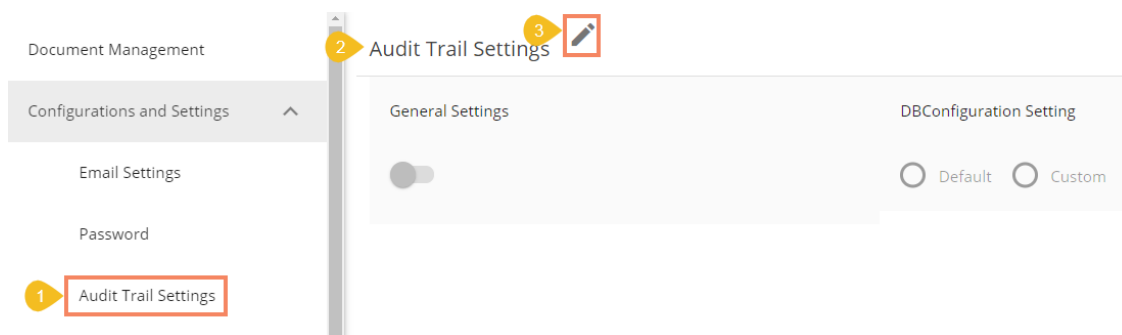 Document Management
Configurations and Settings
Email Settings
Password
1 Audit Trail Settings
2 Audit Trail Settings 3
General Settings
DBConfiguration Setting
Default Custom